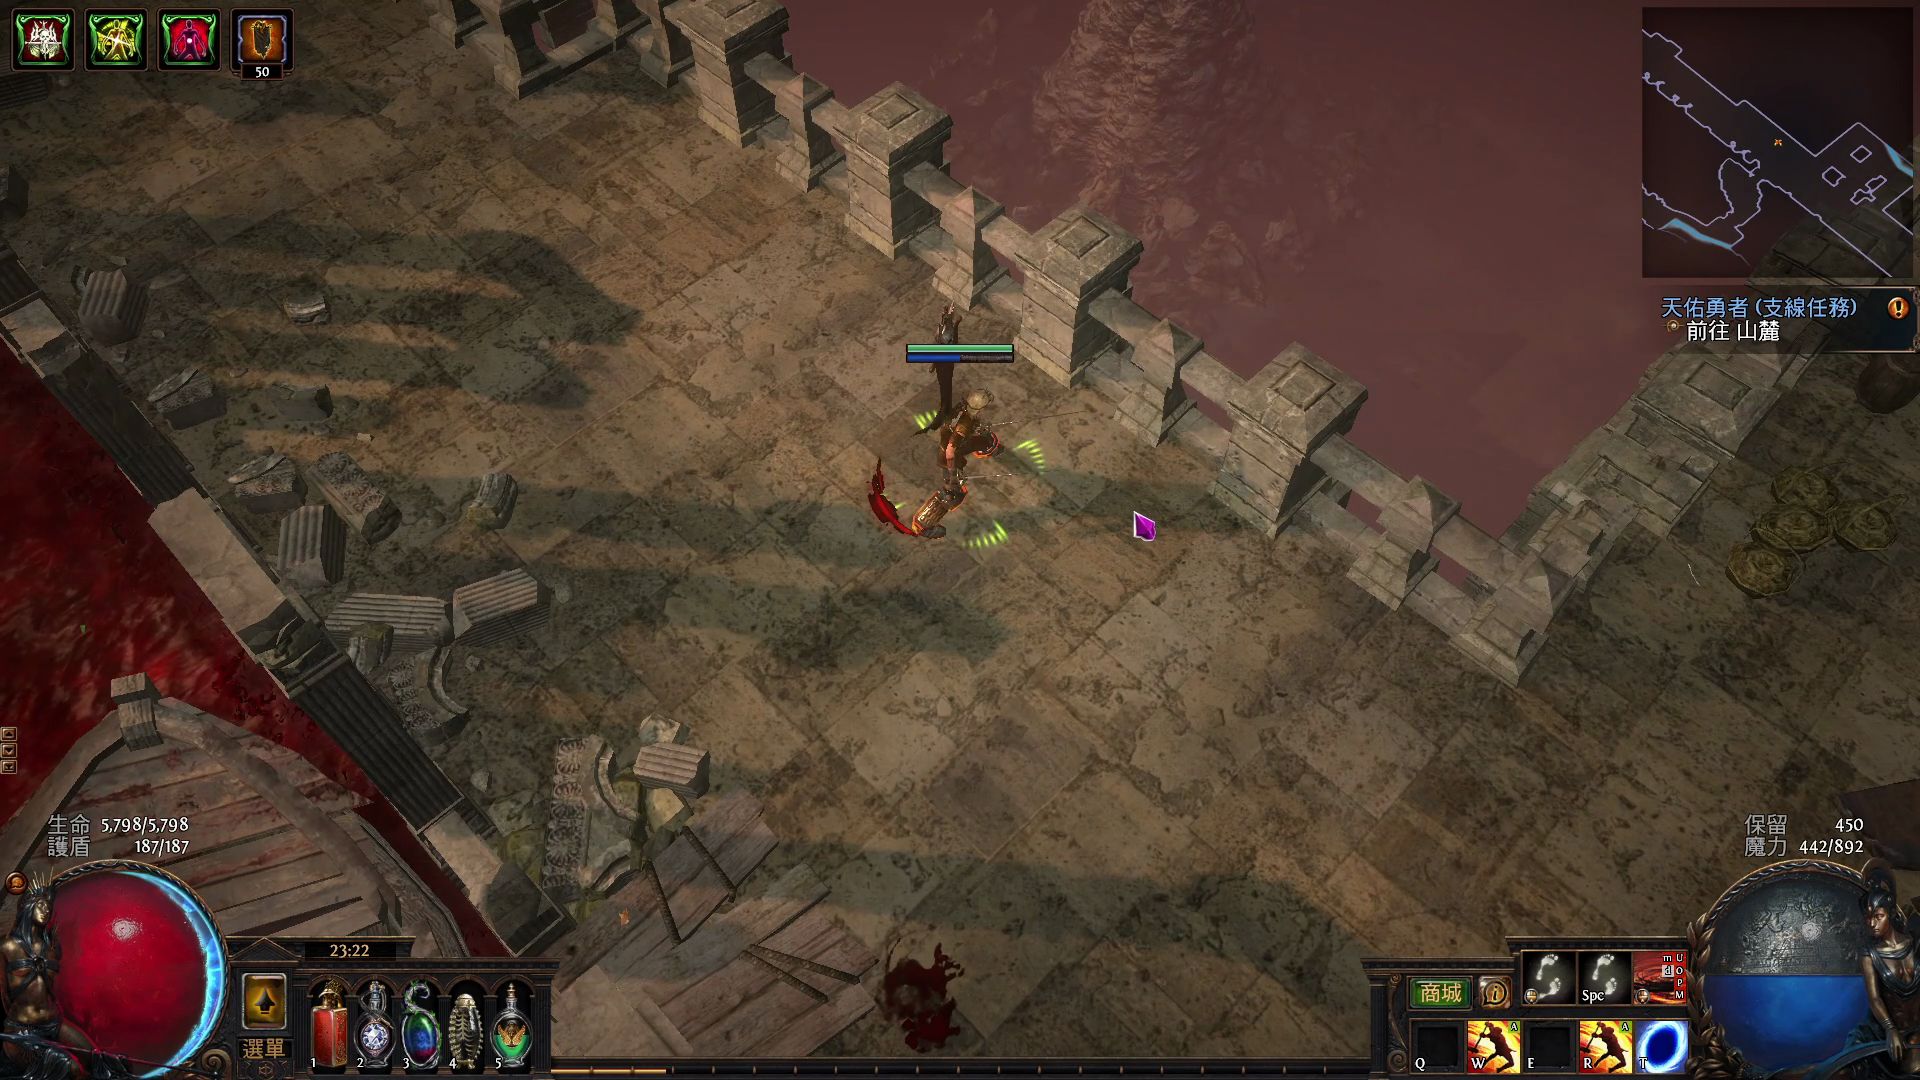 50
天佑勇者 (支線任務)
前往 山麓
生命 5,798/5,798
護盾 187/187
保留 450
魔力 442/892
23:22
選單
1 2 3 4 5
商城
Spc
m U
d O
P
M
Q W A E R A T